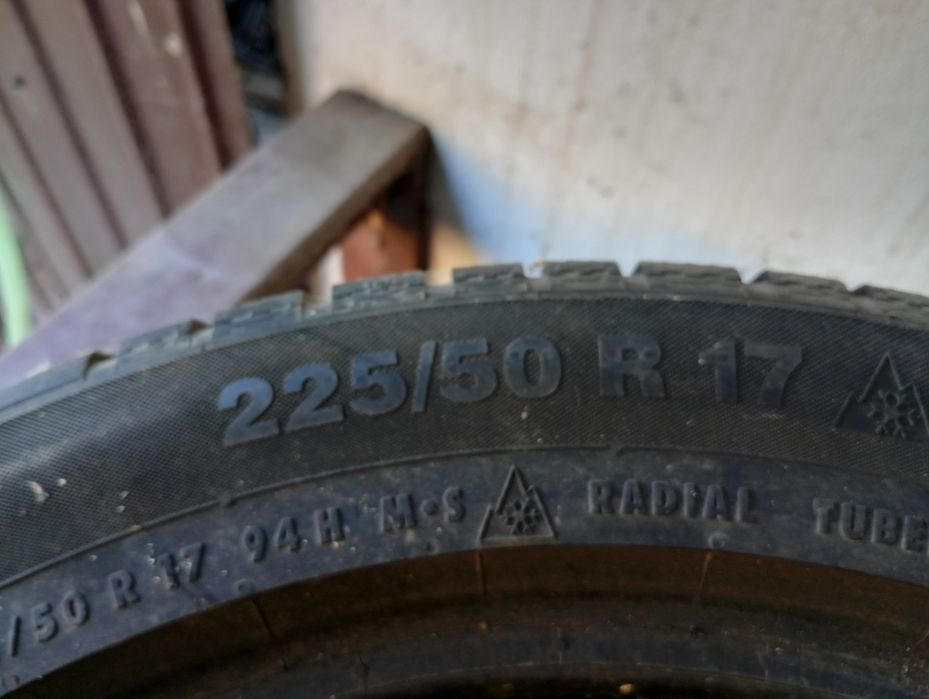 225/50 R 17
/50 R 17 94 H M+S RADIAL TUBE